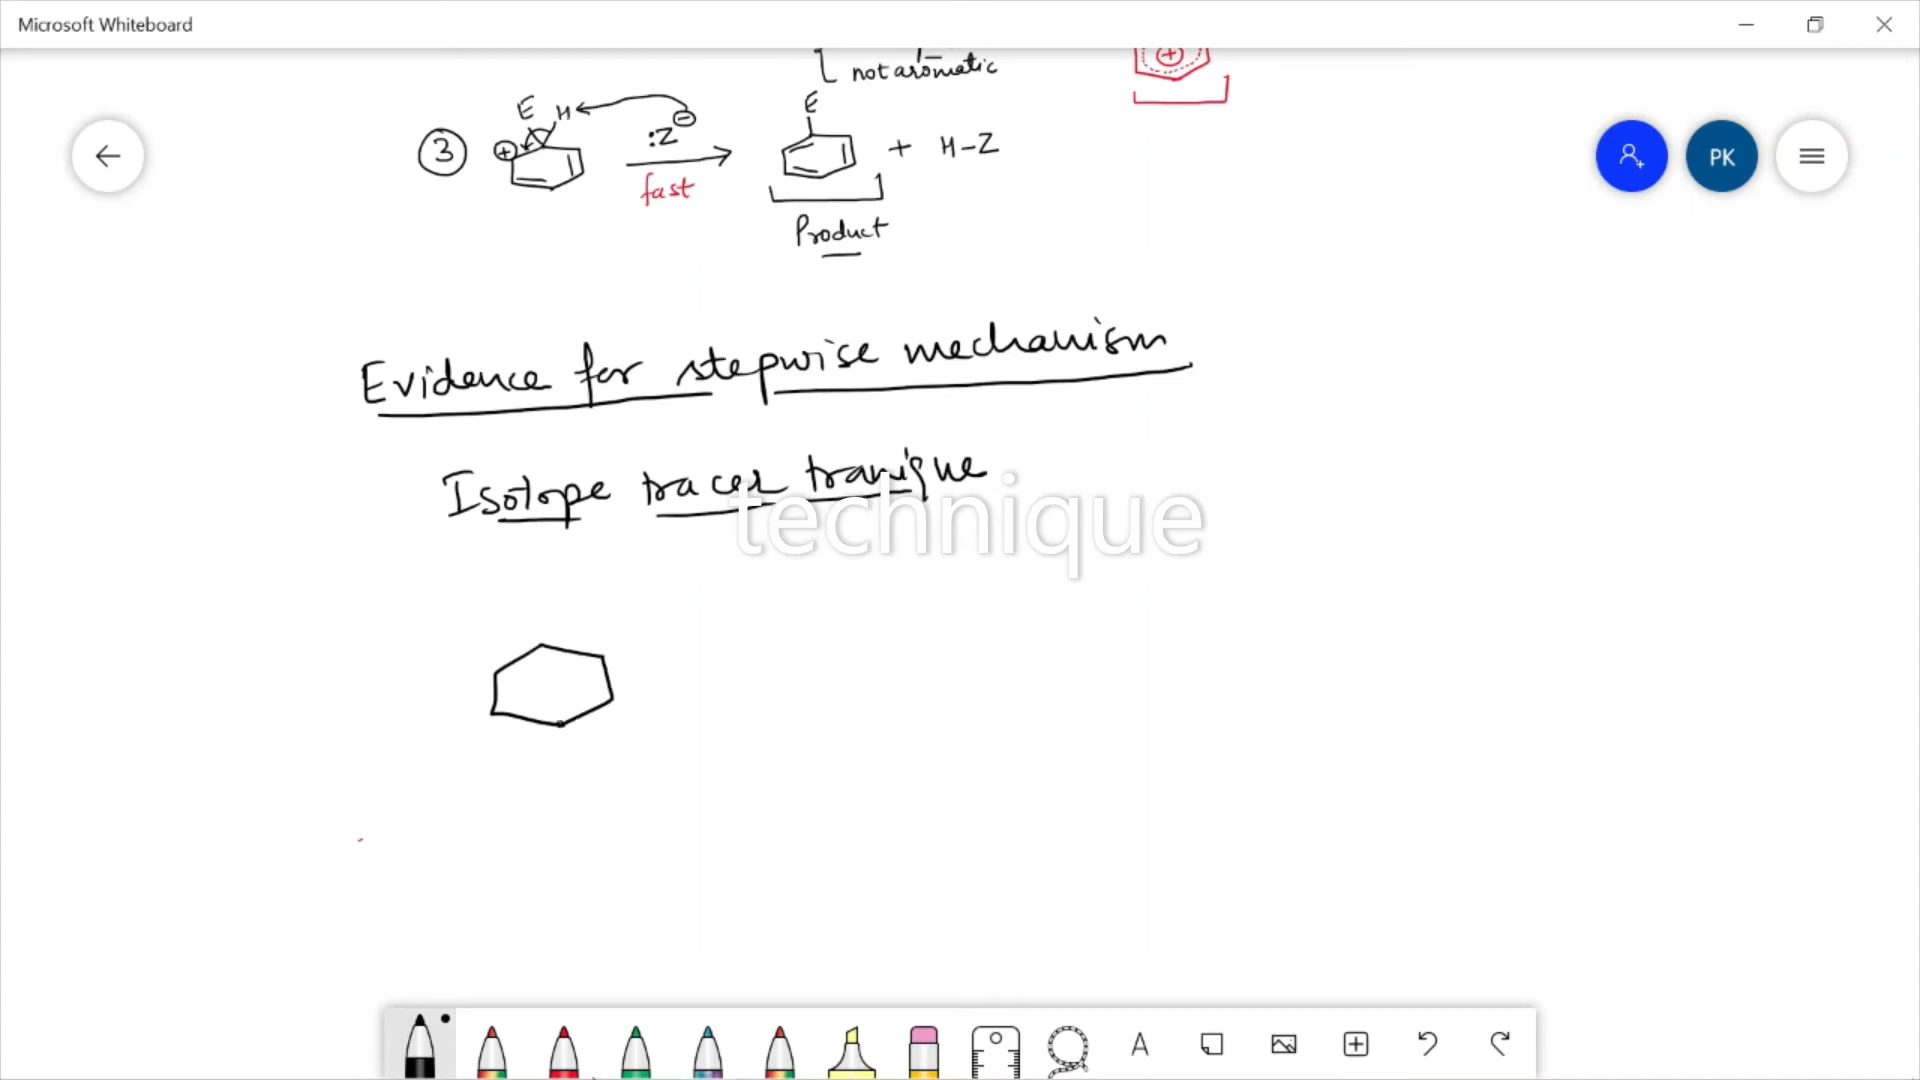 Microsoft Whiteboard
not aromatic
E
E H
3
:Z
+ H-Z
PK
fast
Product
Evidence for stepwise mechanism
Isotope tracer
technique
A